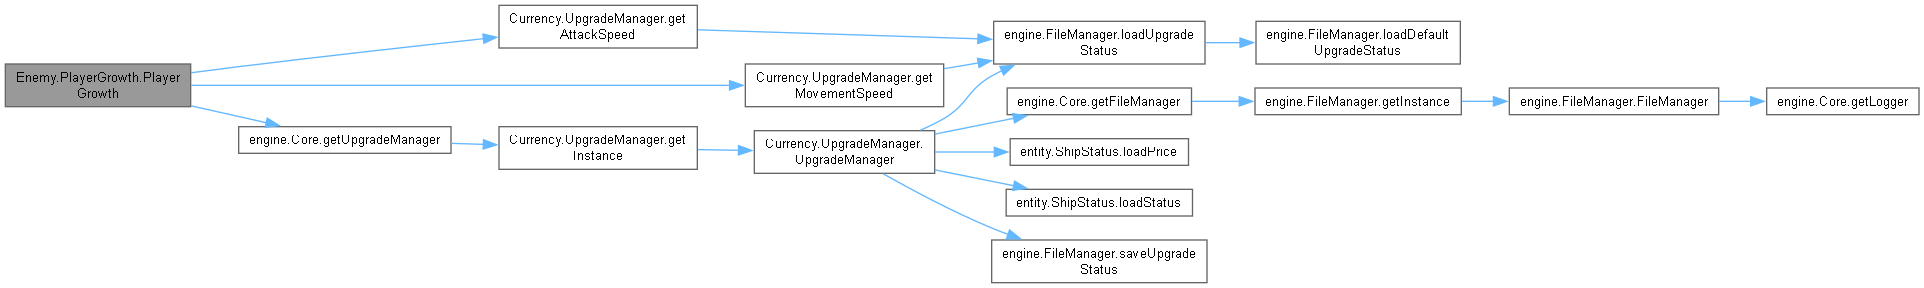 Currency.UpgradeManager.get
AttackSpeed
engine.FileManager.loadUpgrade
Status
engine.FileManager.loadDefault
UpgradeStatus
Enemy.PlayerGrowth.Player
Growth
Currency.UpgradeManager.get
MovementSpeed
engine.Core.getFileManager
engine.FileManager.getInstance
engine.FileManager.FileManager
engine.Core.getLogger
engine.Core.getUpgradeManager
Currency.UpgradeManager.get
Instance
Currency.UpgradeManager.
UpgradeManager
entity.ShipStatus.loadPrice
entity.ShipStatus.loadStatus
engine.FileManager.saveUpgrade
Status